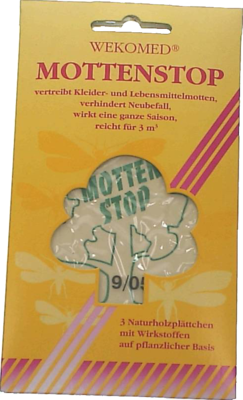 WEKOMED®
MOTTENSTOP
vertreibt Kleider- und Lebensmittelmotten,
verhindert Neubefall,
wirkt eine ganze Saison,
reicht für 3 m³
MOTTEN
STOP
9/05
3 Naturholzplättchen
mit Wirkstoffen
auf pflanzlicher Basis